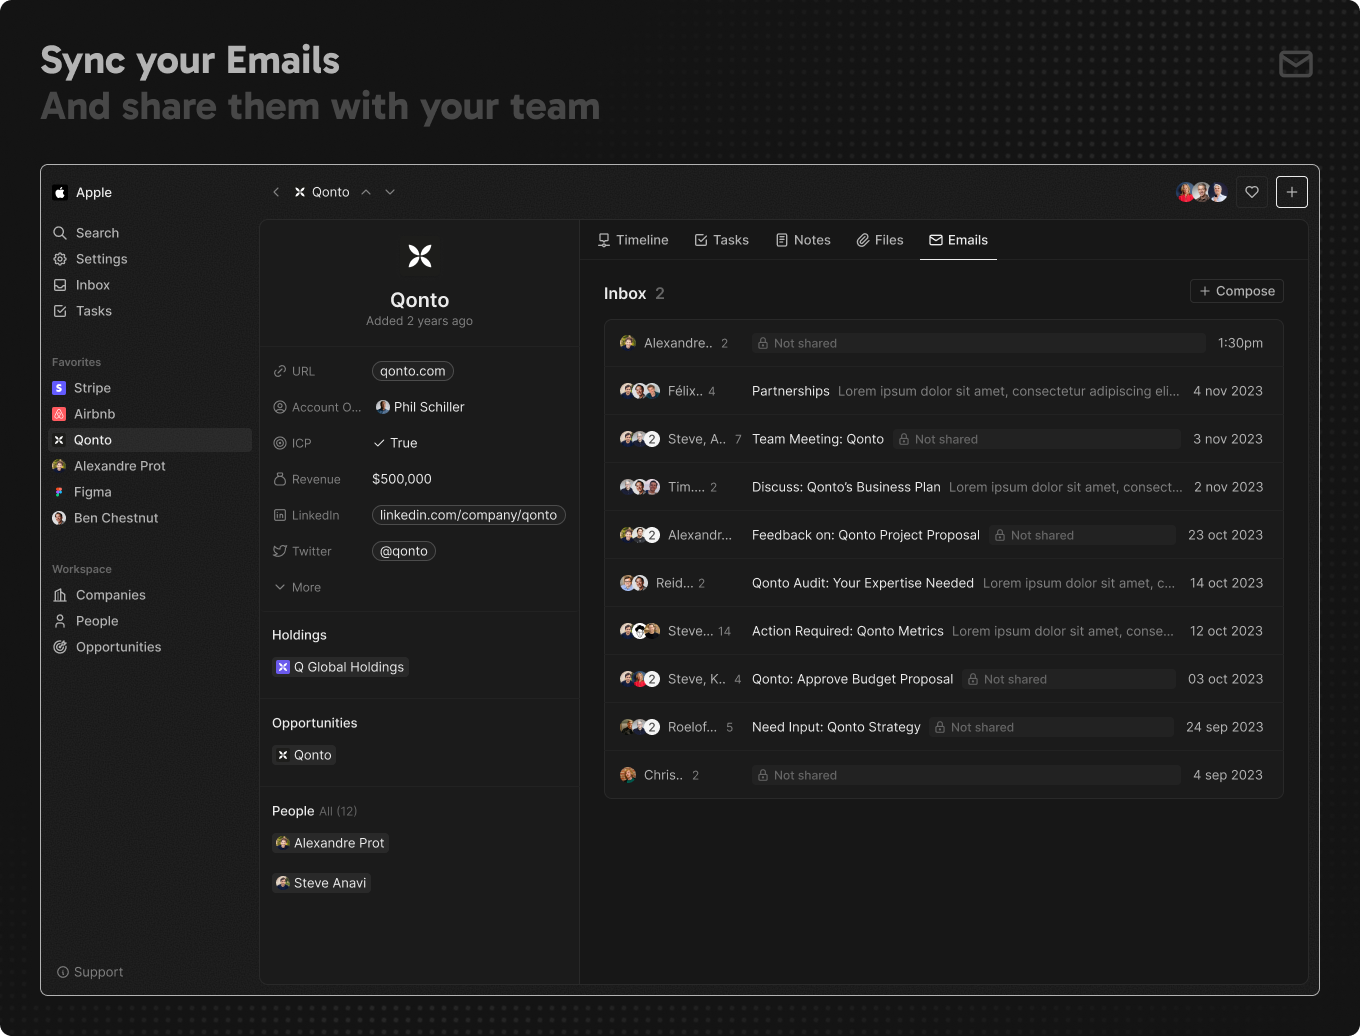 Sync your Emails
And share them with your team
Apple
Search
Settings
Inbox
Tasks
Favorites
S Stripe
Airbnb
Qonto
Alexandre Prot
Figma
Ben Chestnut
Workspace
Companies
People
Opportunities
Support
Qonto
Qonto
Added 2 years ago
URL qonto.com
Account O... Phil Schiller
ICP True
Revenue $500,000
LinkedIn linkedin.com/company/qonto
Twitter @qonto
More
Holdings
Q Global Holdings
Opportunities
Qonto
People All (12)
Alexandre Prot
Steve Anavi
Timeline Tasks Notes Files Emails
Inbox 2 + Compose
Alexandre.. 2 Not shared 1:30pm
Félix.. 4 Partnerships Lorem ipsum dolor sit amet, consectetur adipiscing eli... 4 nov 2023
2 Steve, A.. 7 Team Meeting: Qonto Not shared 3 nov 2023
Tim.... 2 Discuss: Qonto’s Business Plan Lorem ipsum dolor sit amet, consect... 2 nov 2023
2 Alexandr... Feedback on: Qonto Project Proposal Not shared 23 oct 2023
Reid... 2 Qonto Audit: Your Expertise Needed Lorem ipsum dolor sit amet, c... 14 oct 2023
Steve... 14 Action Required: Qonto Metrics Lorem ipsum dolor sit amet, conse... 12 oct 2023
2 Steve, K.. 4 Qonto: Approve Budget Proposal Not shared 03 oct 2023
2 Roelof... 5 Need Input: Qonto Strategy Not shared 24 sep 2023
Chris.. 2 Not shared 4 sep 2023